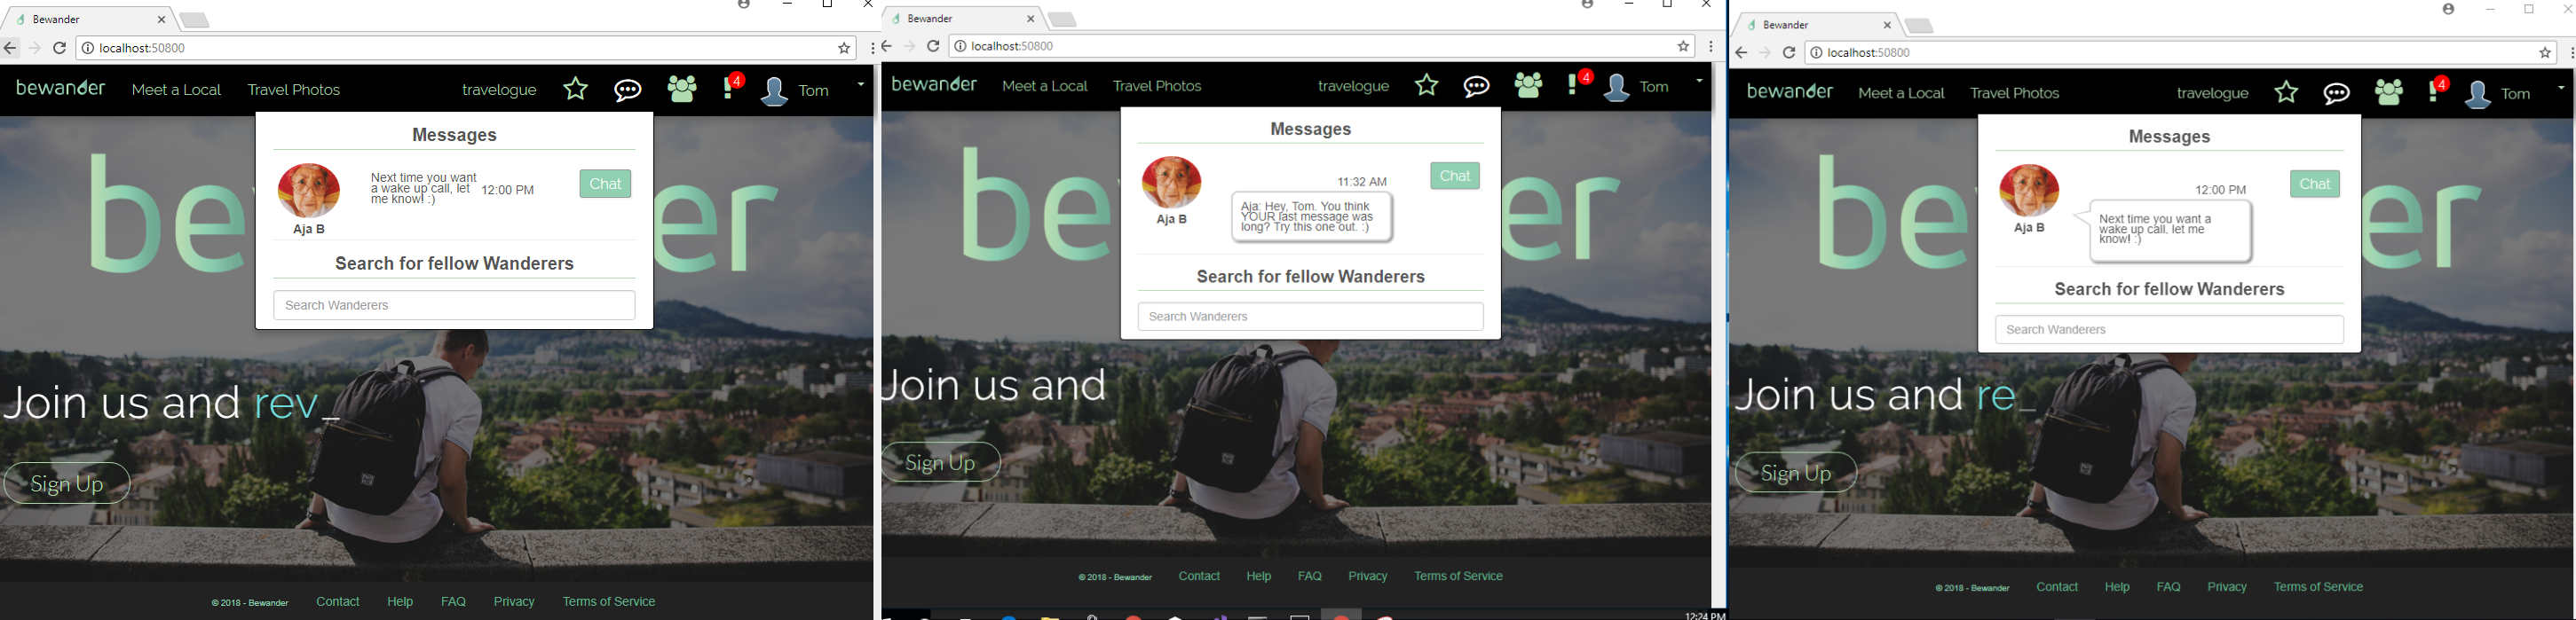 Bewander
localhost:50800
bewander Meet a Local Travel Photos travelogue 4 Tom
Messages
Next time you want
a wake up call, let
me know! :)
12:00 PM
Chat
Aja B
Search for fellow Wanderers
Search Wanderers
be er
Join us and rev_
Sign Up
© 2018 - Bewander Contact Help FAQ Privacy Terms of Service
Bewander
localhost:50800
bewander Meet a Local Travel Photos travelogue 4 Tom
Messages
11:32 AM
Chat
Aja: Hey, Tom. You think
YOUR last message was
long? Try this one out. :)
Aja B
Search for fellow Wanderers
Search Wanderers
be er
Join us and
Sign Up
© 2018 - Bewander Contact Help FAQ Privacy Terms of Service
12:24 PM
Bewander
localhost:50800
bewander Meet a Local Travel Photos travelogue 4 Tom
Messages
12:00 PM
Chat
Next time you want a
wake up call, let me
know! :)
Aja B
Search for fellow Wanderers
Search Wanderers
be er
Join us and re_
Sign Up
© 2018 - Bewander Contact Help FAQ Privacy Terms of Service